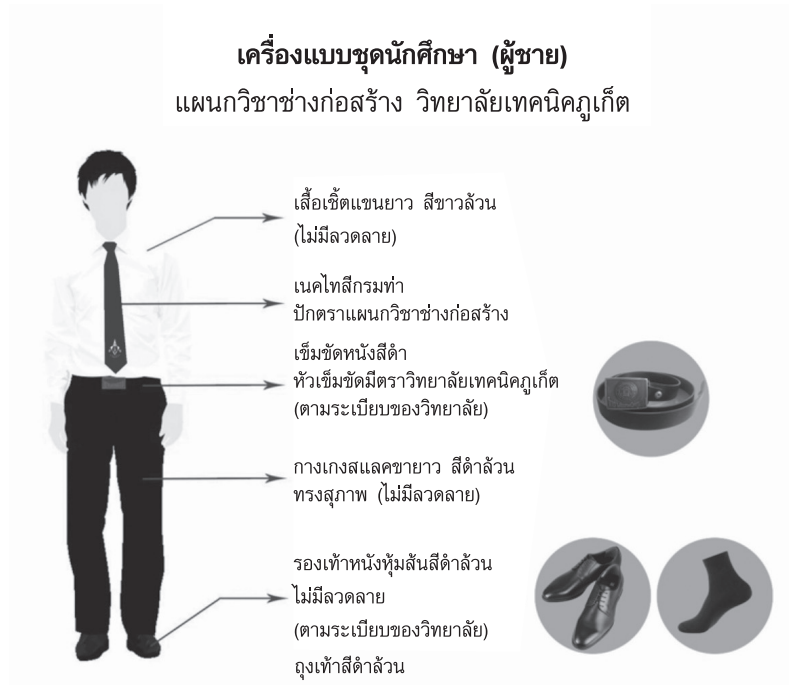 เครื่องแบบชุดนักศึกษา (ผู้ชาย)
แผนกวิชาช่างก่อสร้าง วิทยาลัยเทคนิคภูเก็ต
เสื้อเชิ้ตแขนยาว สีขาวล้วน
(ไม่มีลวดลาย)
เนคไทสีกรมท่า
ปักตราแผนกวิชาช่างก่อสร้าง
เข็มขัดหนังสีดำ
หัวเข็มขัดมีตราวิทยาลัยเทคนิคภูเก็ต
(ตามระเบียบของวิทยาลัย)
กางเกงสแลคขายาว สีดำล้วน
ทรงสุภาพ (ไม่มีลวดลาย)
รองเท้าหนังหุ้มส้นสีดำล้วน
ไม่มีลวดลาย
(ตามระเบียบของวิทยาลัย)
ถุงเท้าสีดำล้วน